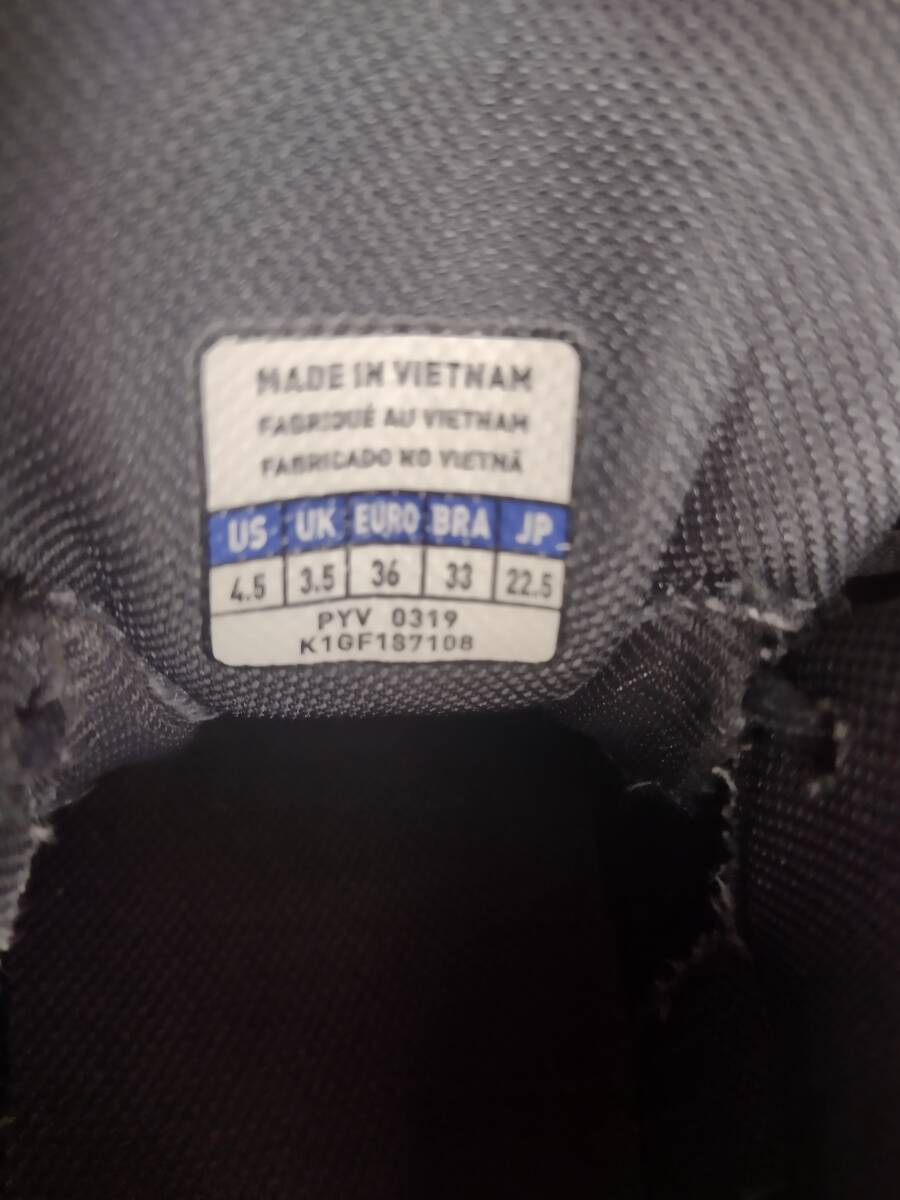 MADE IN VIETNAM
FABRIQUÉ AU VIETNAM
FABRICADO NO VIETNÃ
US UK EURO BRA JP
4.5 3.5 36 33 22.5
PYV 0319
K1GF187108